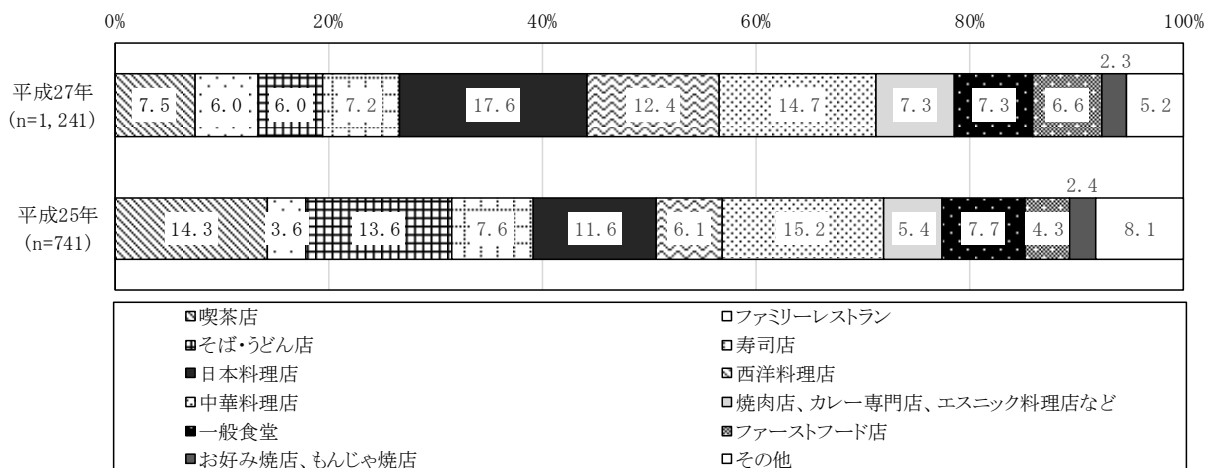 0% 20% 40% 60% 80% 100%
2.3
平成27年
(n=1,241)
7.5 6.0 6.0 7.2 17.6 12.4 14.7 7.3 7.3 6.6 5.2
2.4
平成25年
(n=741)
14.3 3.6 13.6 7.6 11.6 6.1 15.2 5.4 7.7 4.3 8.1
喫茶店 ファミリーレストラン
そば・うどん店 寿司店
日本料理店 西洋料理店
中華料理店 焼肉店、カレー専門店、エスニック料理店など
一般食堂 ファーストフード店
お好み焼店、もんじゃ焼店 その他